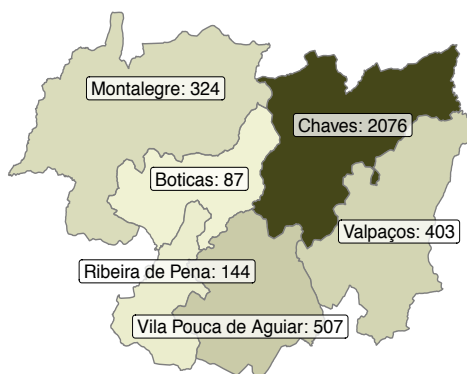 Montalegre: 324
Chaves: 2076
Boticas: 87
Valpaços: 403
Ribeira de Pena: 144
Vila Pouca de Aguiar: 507